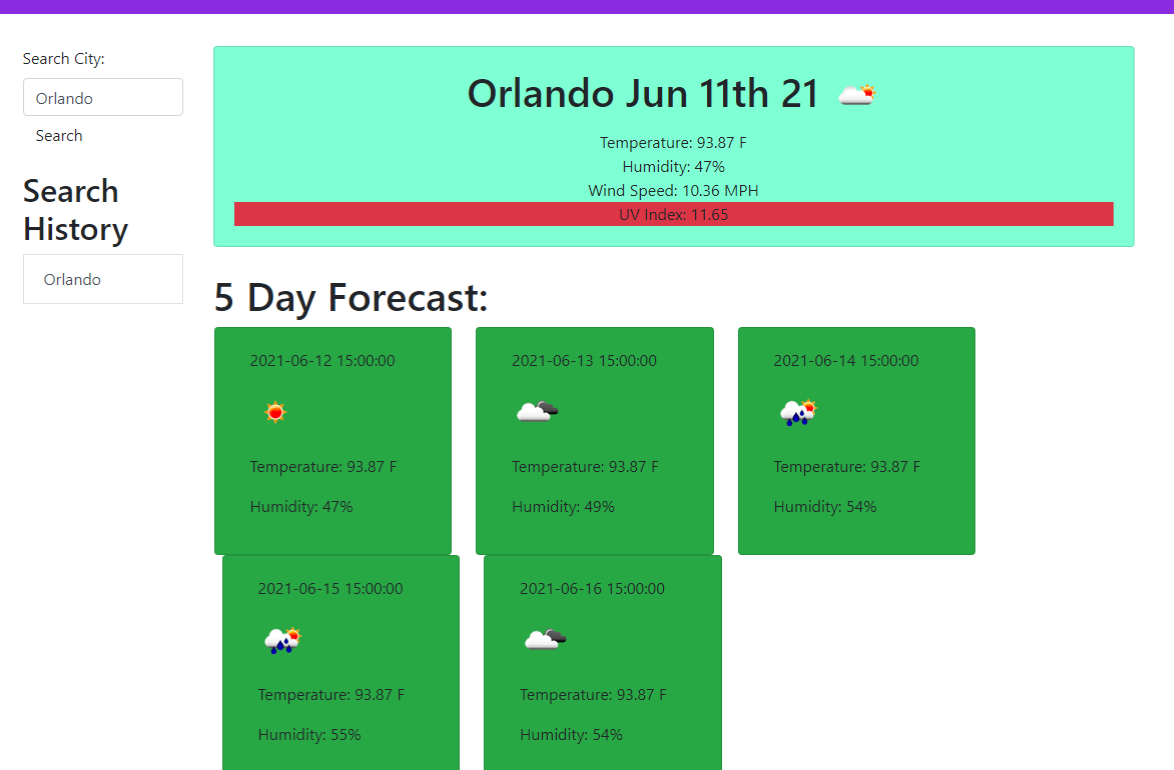 Search City:
Orlando
Search
Search
History
Orlando
Orlando Jun 11th 21
Temperature: 93.87 F
Humidity: 47%
Wind Speed: 10.36 MPH
UV Index: 11.65
5 Day Forecast:
2021-06-12 15:00:00
Temperature: 93.87 F
Humidity: 47%
2021-06-13 15:00:00
Temperature: 93.87 F
Humidity: 49%
2021-06-14 15:00:00
Temperature: 93.87 F
Humidity: 54%
2021-06-15 15:00:00
Temperature: 93.87 F
Humidity: 55%
2021-06-16 15:00:00
Temperature: 93.87 F
Humidity: 54%